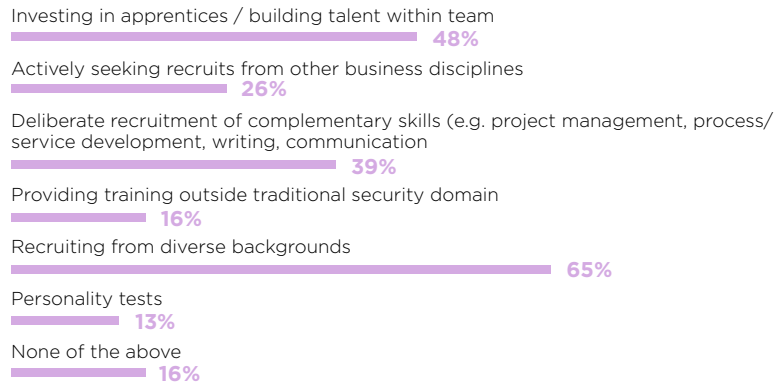 Investing in apprentices / building talent within team
48%
Actively seeking recruits from other business disciplines
26%
Deliberate recruitment of complementary skills (e.g. project management, process/
service development, writing, communication
39%
Providing training outside traditional security domain
16%
Recruiting from diverse backgrounds
65%
Personality tests
13%
None of the above
16%